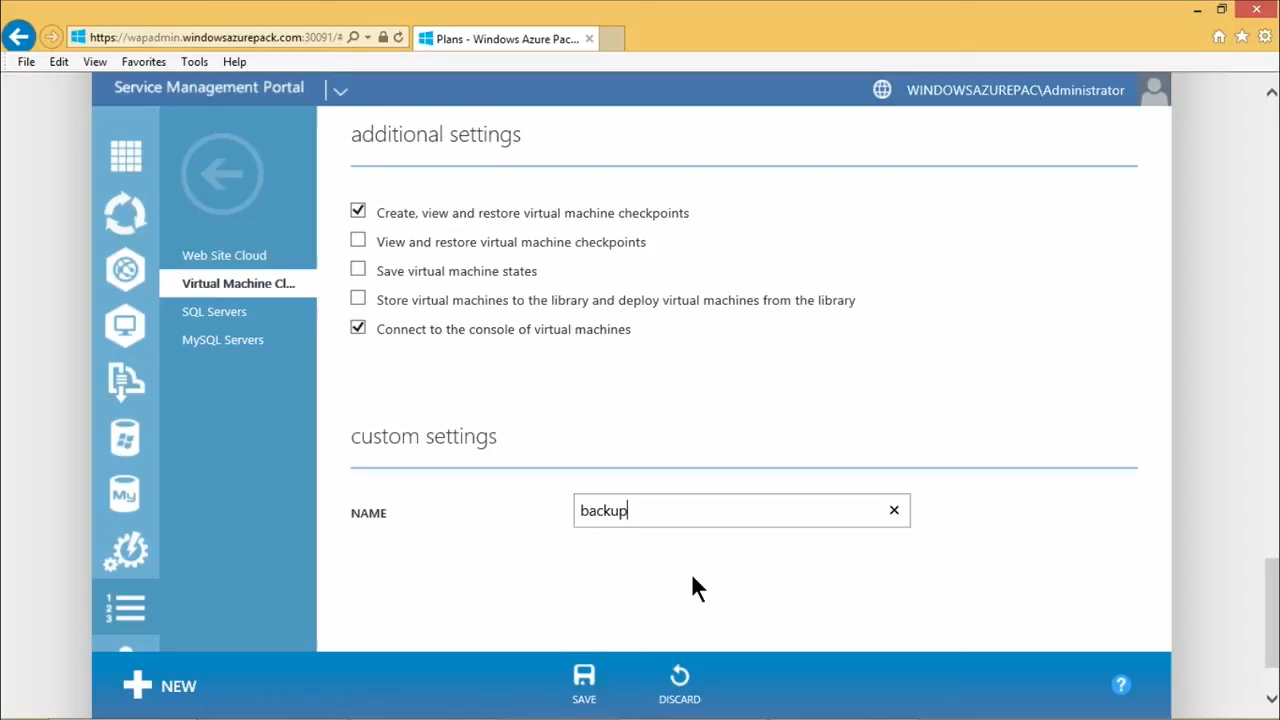 https://wapadmin.windowsazurepack.com:30091/#
Plans - Windows Azure Pac...
File Edit View Favorites Tools Help
Service Management Portal
WINDOWSAZUREPAC\Administrator
Web Site Cloud
Virtual Machine Cl...
SQL Servers
MySQL Servers
My
1
2
3
additional settings
Create, view and restore virtual machine checkpoints
View and restore virtual machine checkpoints
Save virtual machine states
Store virtual machines to the library and deploy virtual machines from the library
Connect to the console of virtual machines
custom settings
NAME
backup
NEW
SAVE
DISCARD
?